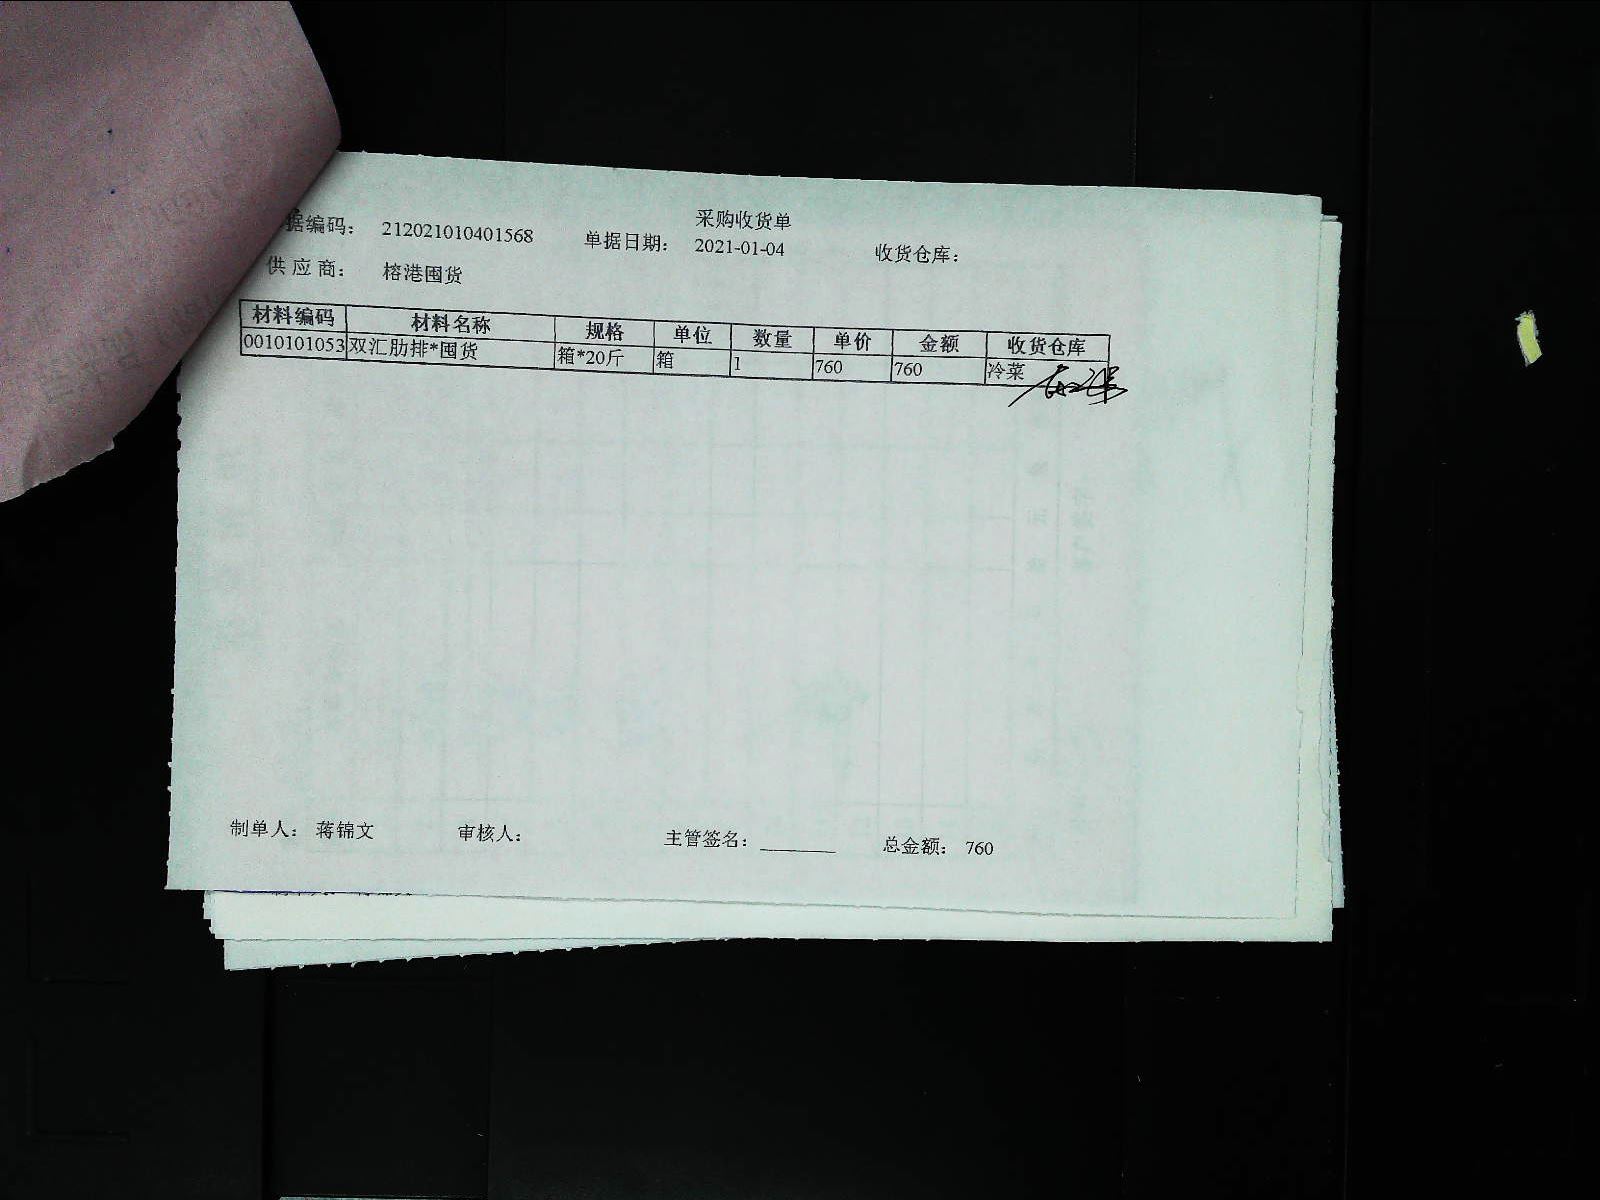 采购收货单
据编码： 212021010401568 单据日期： 2021-01-04 收货仓库：
供应商： 榕港囤货
材料编码 材料名称 规格 单位 数量 单价 金额 收货仓库
0010101053 双汇肋排*囤货 箱*20斤 箱 1 760 760 冷菜
制单人： 蒋锦文 审核人： 主管签名： ________ 总金额： 760